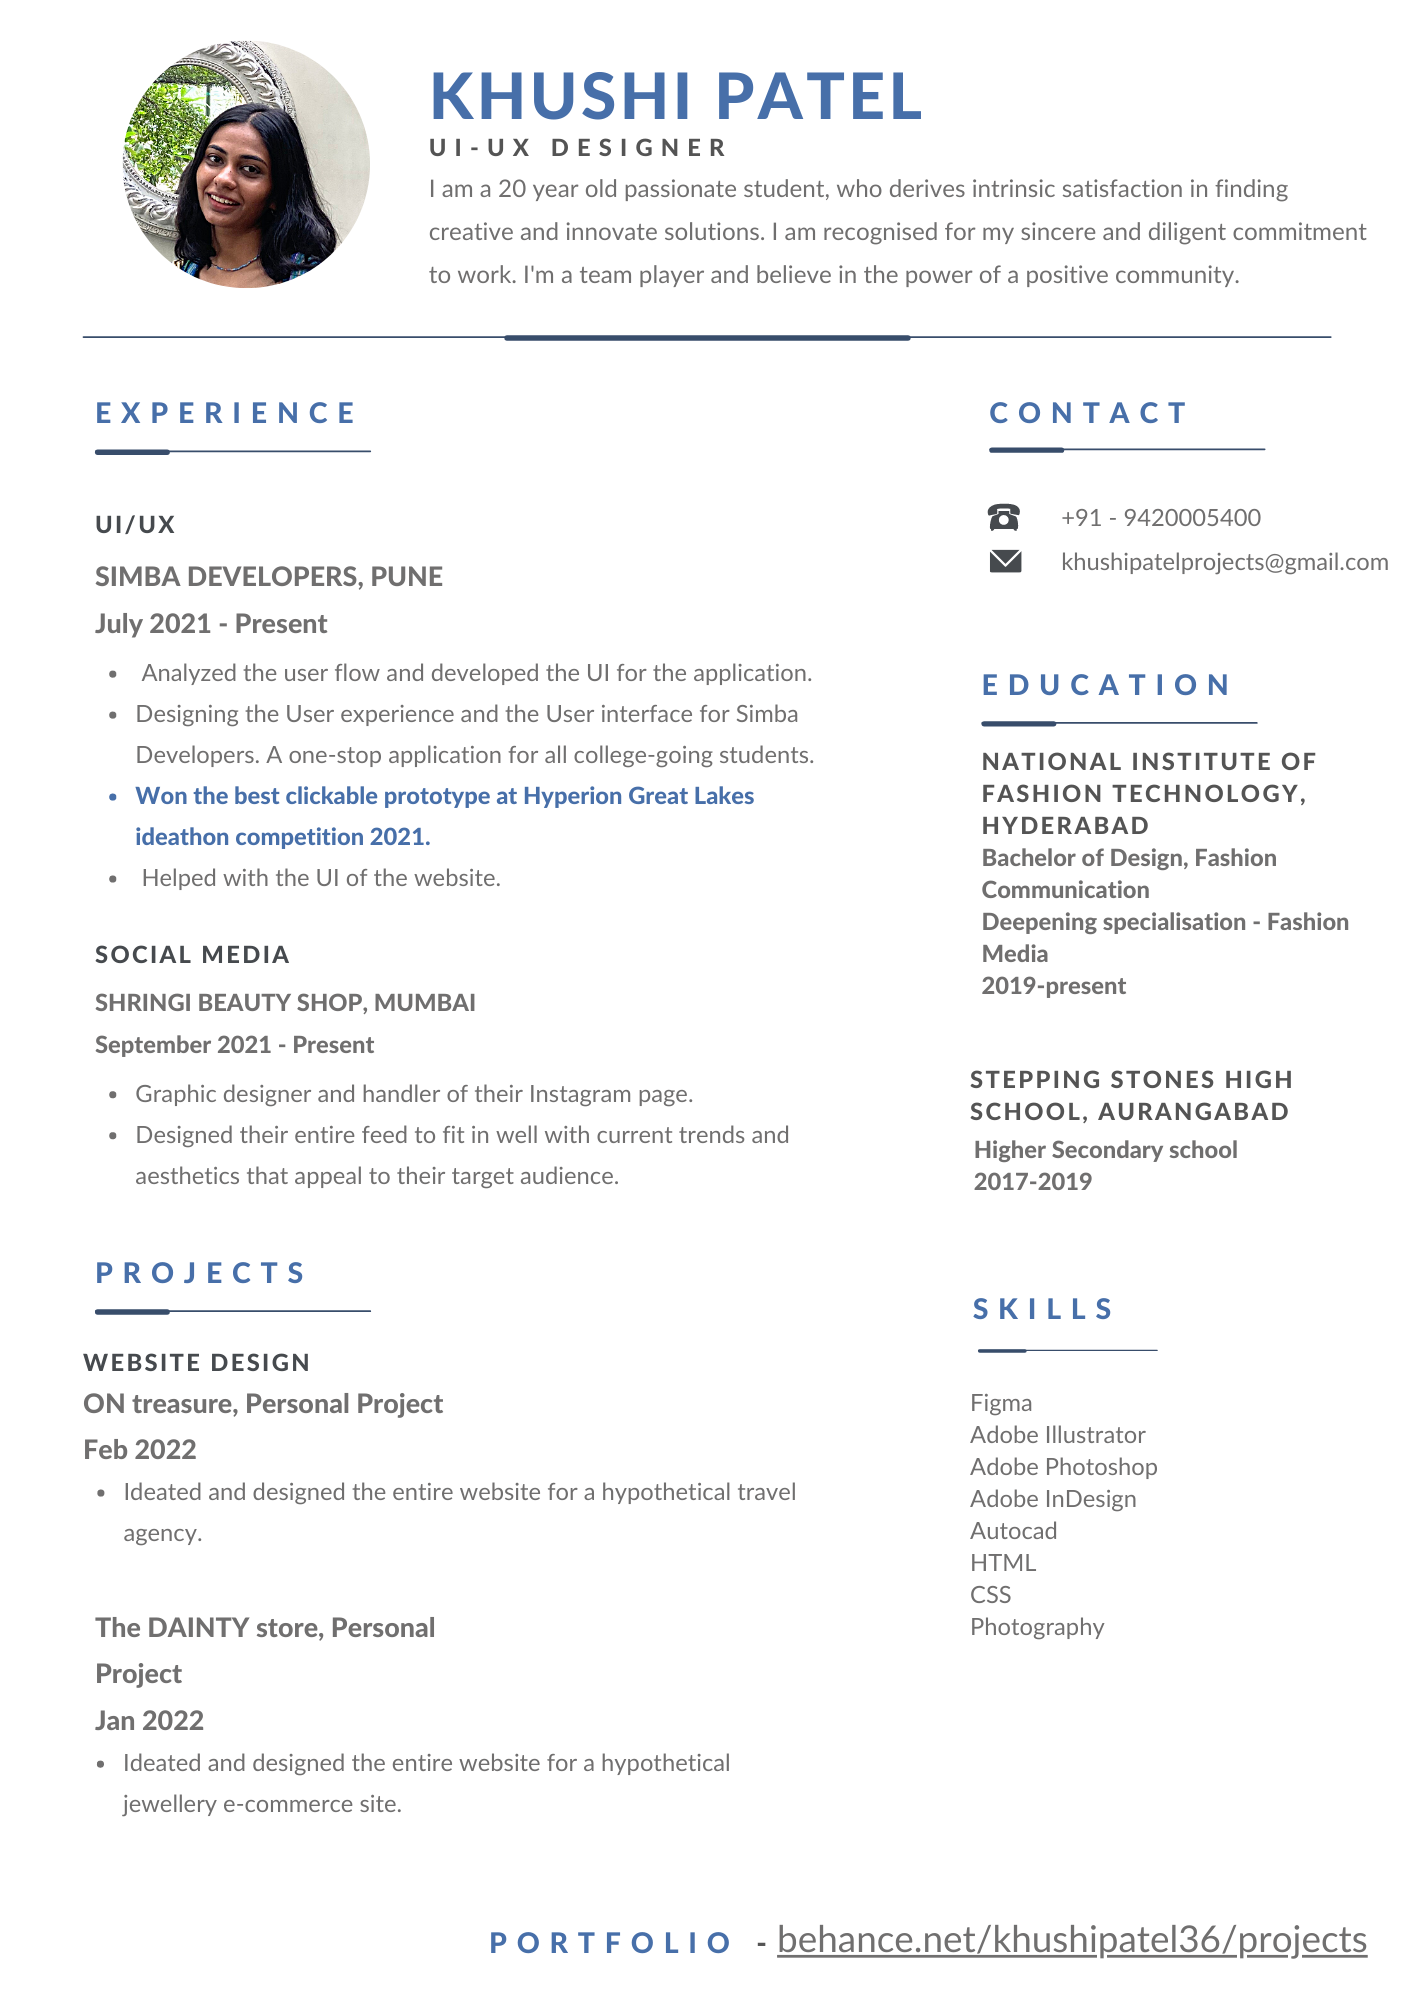 KHUSHI PATEL
UI-UX DESIGNER
I am a 20 year old passionate student, who derives intrinsic satisfaction in finding
creative and innovate solutions. I am recognised for my sincere and diligent commitment
to work. I'm a team player and believe in the power of a positive community.
EXPERIENCE
UI/UX
SIMBA DEVELOPERS, PUNE
July 2021 - Present
• Analyzed the user flow and developed the UI for the application.
• Designing the User experience and the User interface for Simba
Developers. A one-stop application for all college-going students.
• Won the best clickable prototype at Hyperion Great Lakes
ideathon competition 2021.
• Helped with the UI of the website.
SOCIAL MEDIA
SHRINGI BEAUTY SHOP, MUMBAI
September 2021 - Present
• Graphic designer and handler of their Instagram page.
• Designed their entire feed to fit in well with current trends and
aesthetics that appeal to their target audience.
PROJECTS
WEBSITE DESIGN
ON treasure, Personal Project
Feb 2022
• Ideated and designed the entire website for a hypothetical travel
agency.
The DAINTY store, Personal
Project
Jan 2022
• Ideated and designed the entire website for a hypothetical
jewellery e-commerce site.
CONTACT
+91 - 9420005400
khushipatelprojects@gmail.com
EDUCATION
NATIONAL INSTITUTE OF
FASHION TECHNOLOGY,
HYDERABAD
Bachelor of Design, Fashion
Communication
Deepening specialisation - Fashion
Media
2019-present
STEPPING STONES HIGH
SCHOOL, AURANGABAD
Higher Secondary school
2017-2019
SKILLS
Figma
Adobe Illustrator
Adobe Photoshop
Adobe InDesign
Autocad
HTML
CSS
Photography
PORTFOLIO - behance.net/khushipatel36/projects